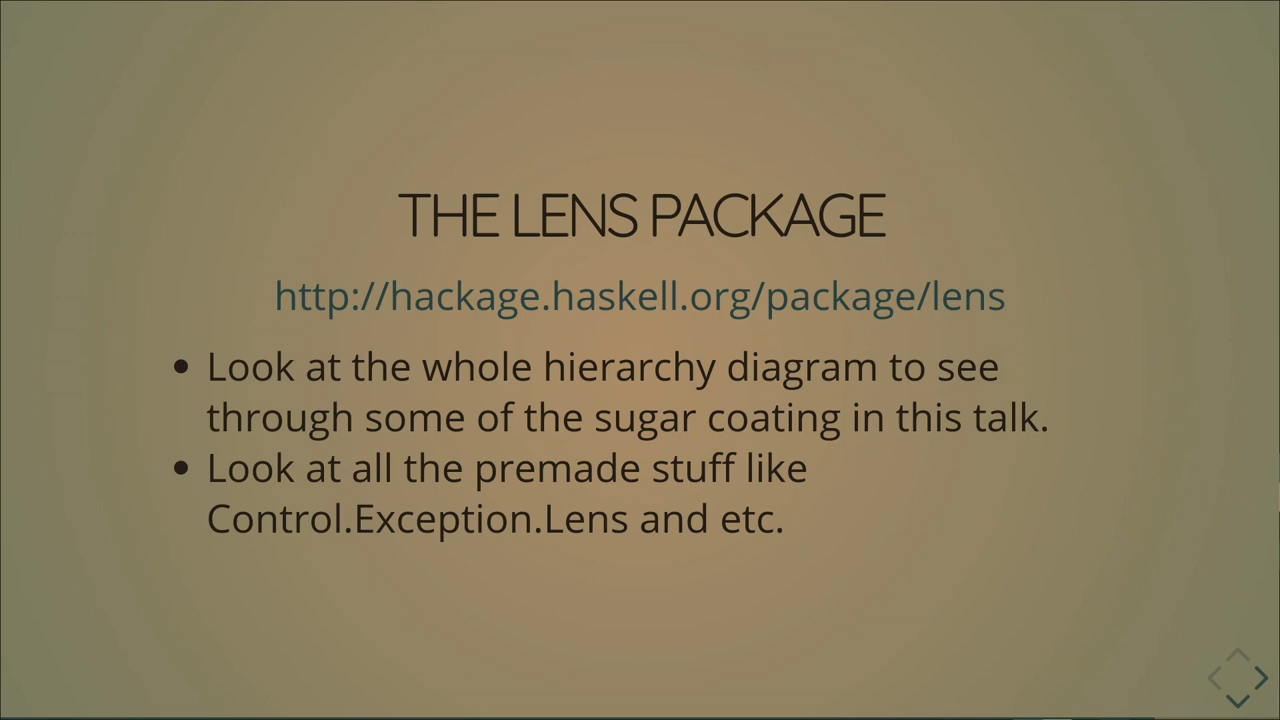 THE LENS PACKAGE
http://hackage.haskell.org/package/lens
• Look at the whole hierarchy diagram to see
through some of the sugar coating in this talk.
• Look at all the premade stuff like
Control.Exception.Lens and etc.